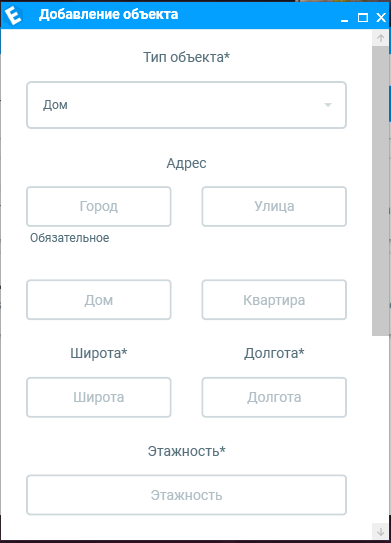 Добавление объекта
Тип объекта*
Дом
Адрес
Город Улица
Обязательное
Дом Квартира
Широта* Долгота*
Широта Долгота
Этажность*
Этажность